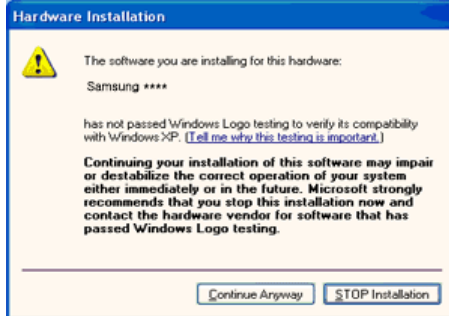 Hardware Installation
The software you are installing for this hardware:
Samsung ****
has not passed Windows Logo testing to verify its compatibility
with Windows XP. (Tell me why this testing is important.)
Continuing your installation of this software may impair
or destabilize the correct operation of your system
either immediately or in the future. Microsoft strongly
recommends that you stop this installation now and
contact the hardware vendor for software that has
passed Windows Logo testing.
Continue Anyway STOP Installation